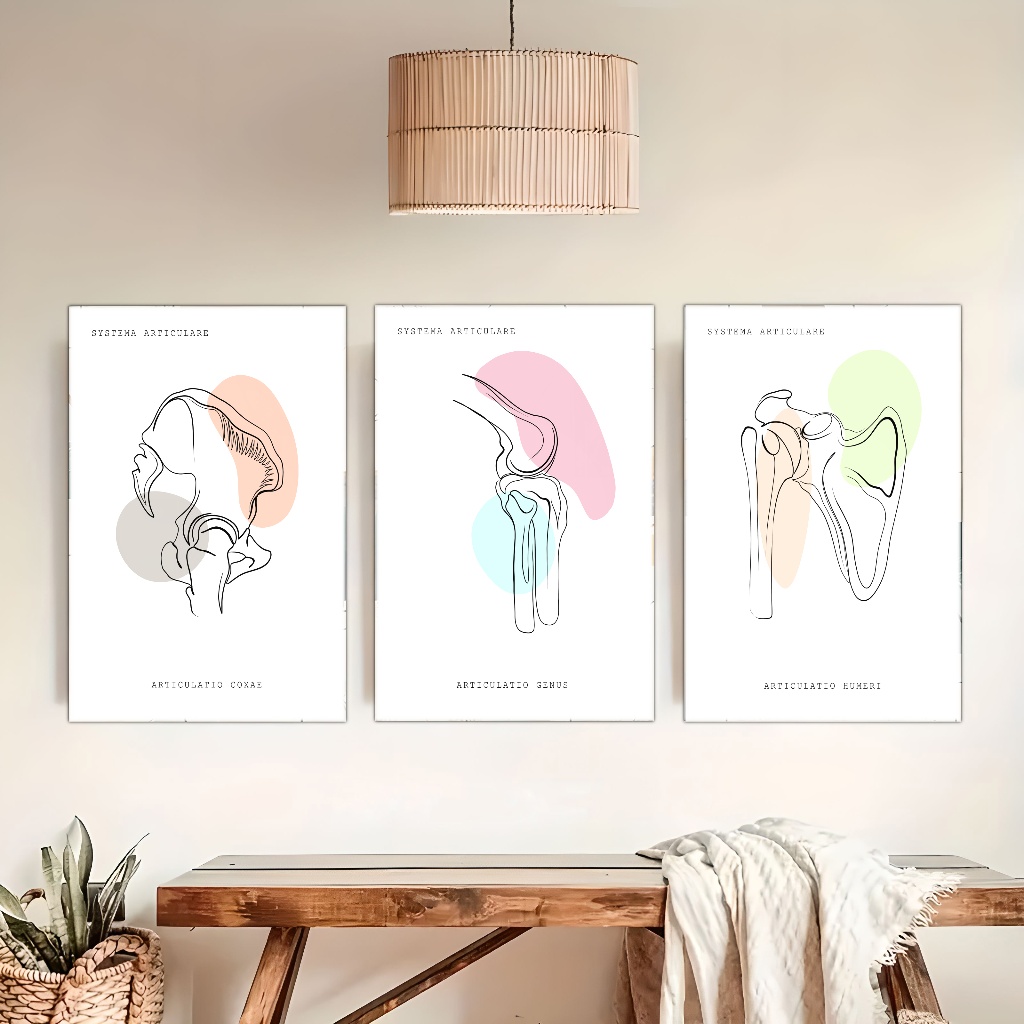 SYSTEMA ARTICULARE
SYSTEMA ARTICULARE
SYSTEMA ARTICULARE
ARTICULATIO COXAE
ARTICULATIO GENUS
ARTICULATIO HUMERI